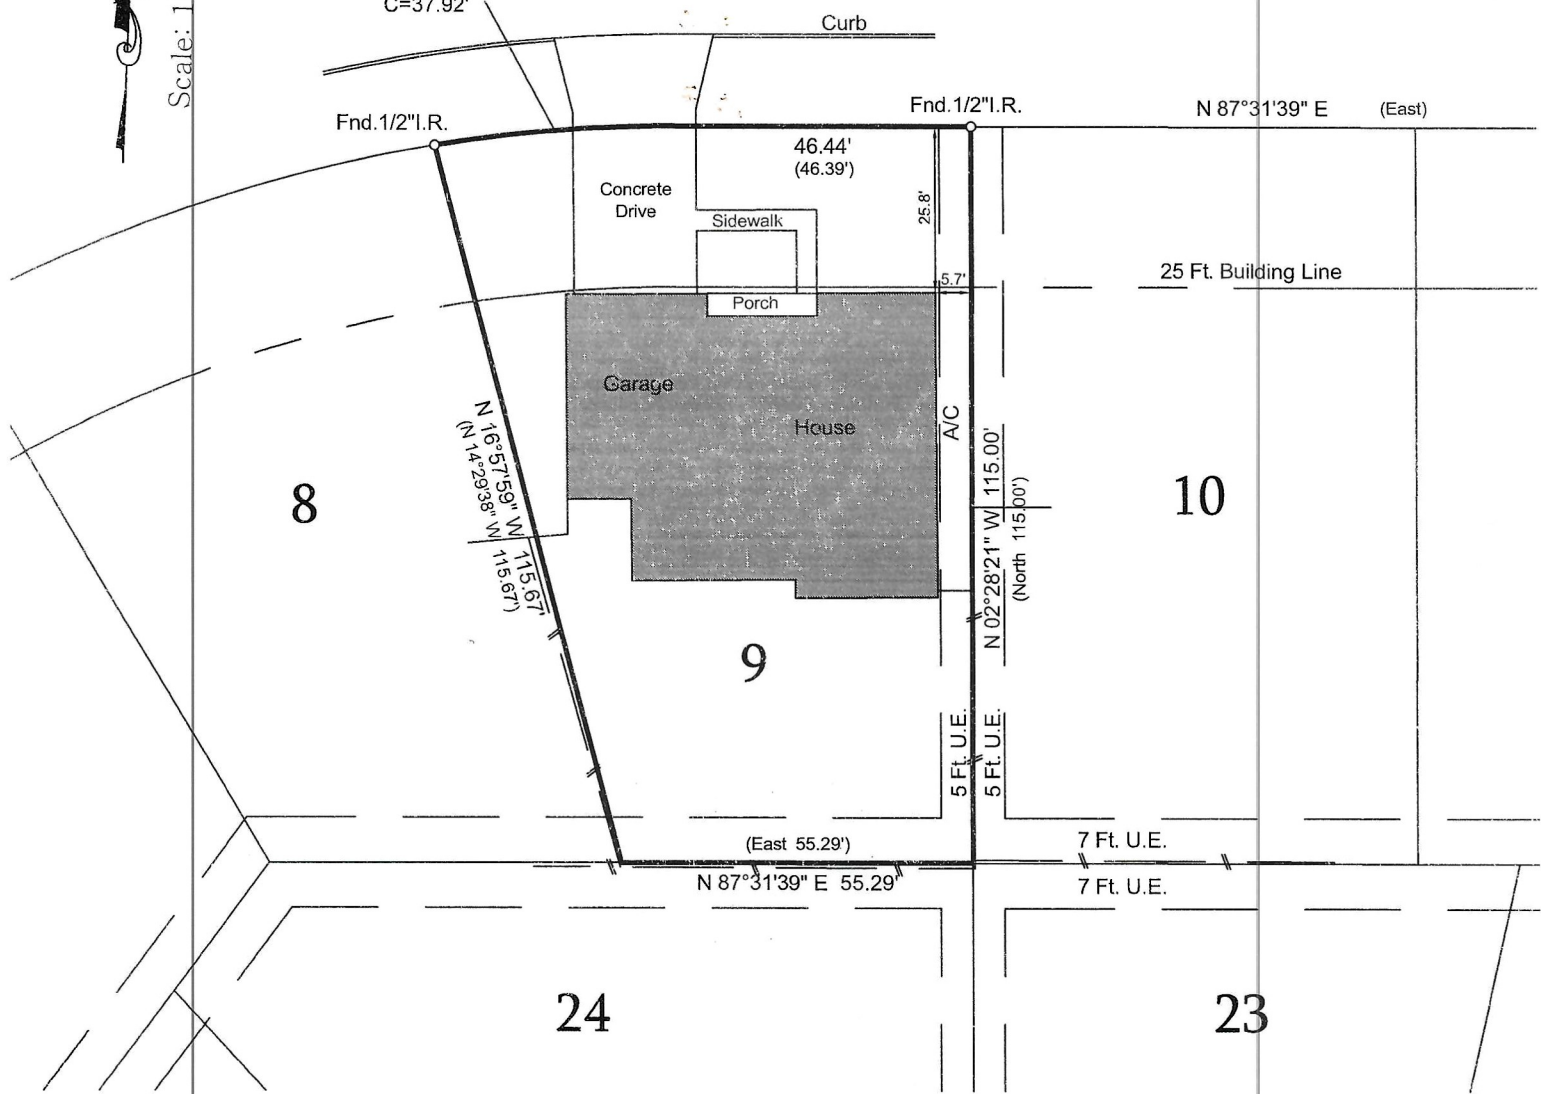 C=37.92'
Scale: 1
Curb
Fnd.1/2"I.R.
Fnd.1/2"I.R.
N 87°31'39" E (East)
46.44'
(46.39')
Concrete
Drive
25.8'
Sidewalk
5.7'
25 Ft. Building Line
Porch
Garage
House
A/C
N 16°57'59" W 115.67'
(N 14°29'38" W 115.67')
N 02°28'21" W 115.00'
(North 115.00')
8
10
9
5 Ft. U.E.
5 Ft. U.E.
(East 55.29')
7 Ft. U.E.
N 87°31'39" E 55.29'
7 Ft. U.E.
24
23